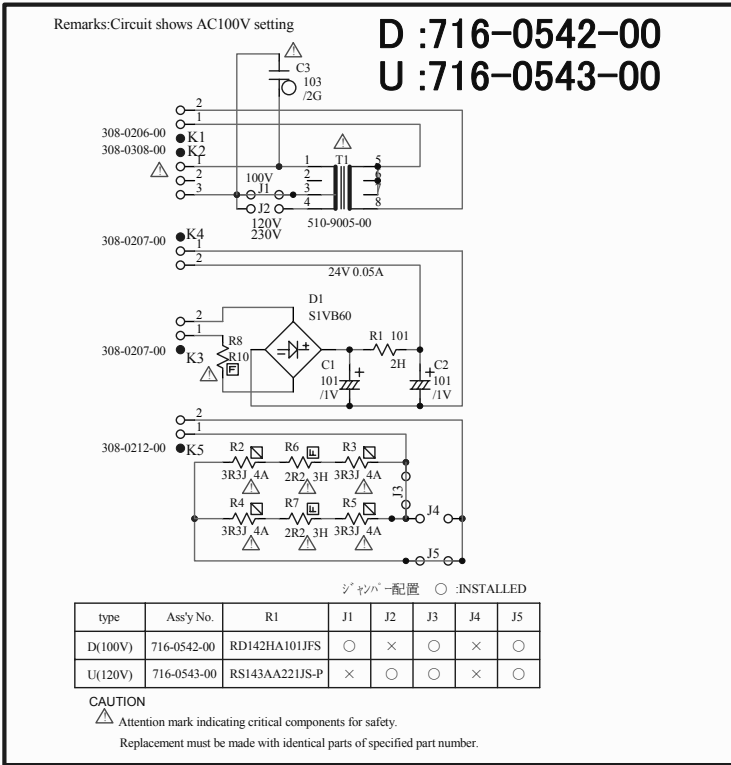 Remarks:Circuit shows AC100V setting
D :716-0542-00
U :716-0543-00
C3
103
/2G
2
1
308-0206-00 K1
308-0308-00 K2
1
2
3
100V
J1
J2
120V
230V
T1
1
2
3
4
5
6
7
8
510-9005-00
308-0207-00 K4
1
2
24V 0.05A
D1
S1VB60
2
1
308-0207-00 K3
R8
R10
F
R1 101
2H
C1
101
/1V
C2
101
/1V
2
1
308-0212-00 K5
R2 R6 F R3
3R3J 4A 2R2 3H 3R3J 4A
J3
R4 R7 F R5
3R3J 4A 2R2 3H 3R3J 4A
J4
J5
ジャンパー配置 ○ :INSTALLED
type Ass'y No. R1 J1 J2 J3 J4 J5
D(100V) 716-0542-00 RD142HA101JFS ○ × ○ × ○
U(120V) 716-0543-00 RS143AA221JS-P × ○ ○ × ○
CAUTION
Attention mark indicating critical components for safety.
Replacement must be made with identical parts of specified part number.